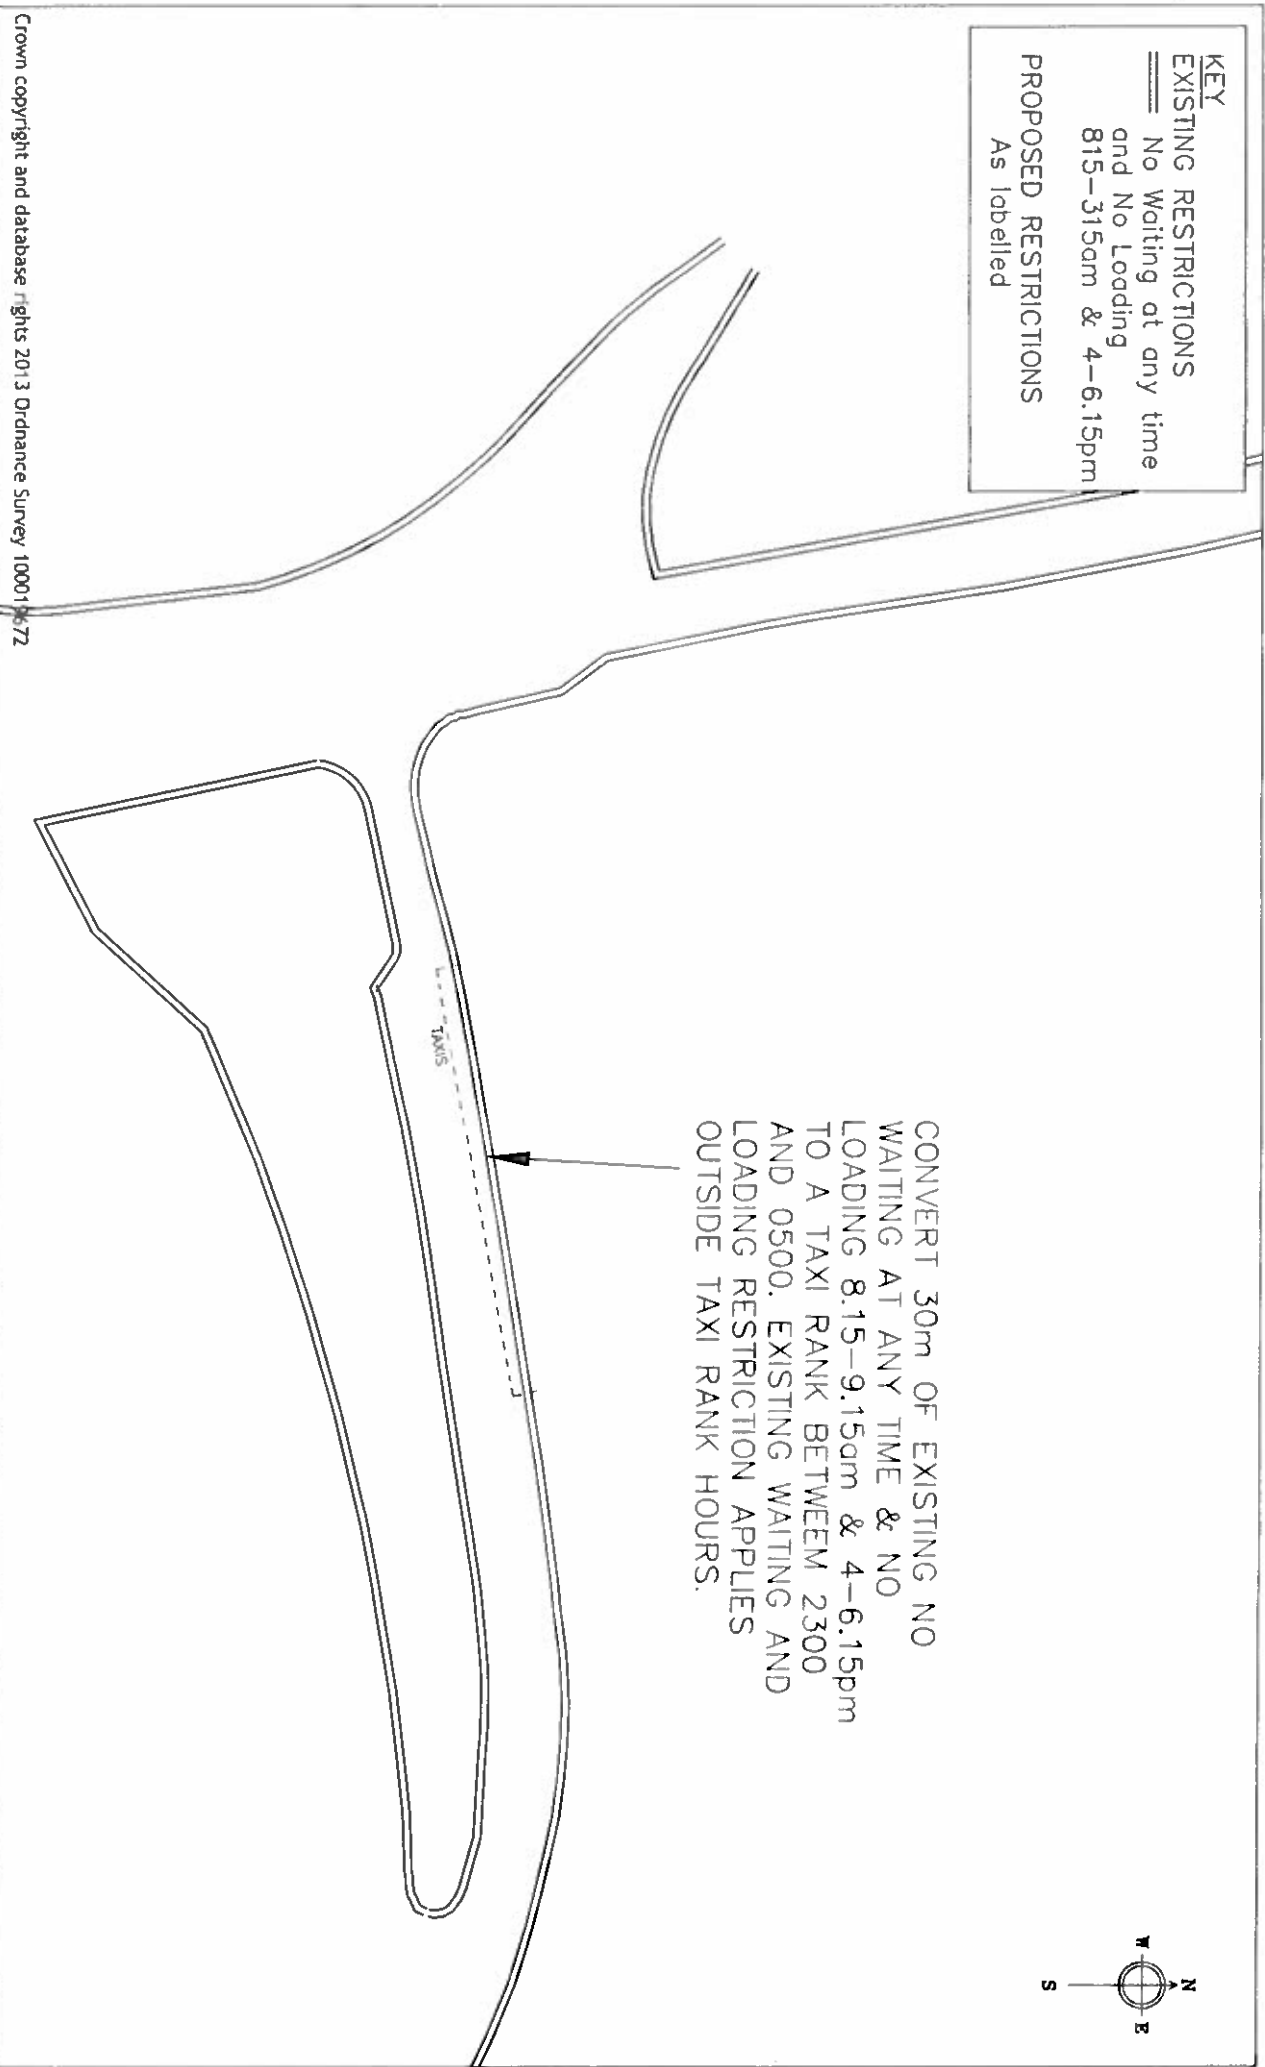 KEY
EXISTING RESTRICTIONS
No Waiting at any time
and No Loading
815-315am & 4-6.15pm
PROPOSED RESTRICTIONS
As labelled
N
W E
S
CONVERT 30m OF EXISTING NO
WAITING AT ANY TIME & NO
LOADING 8.15-9.15am & 4-6.15pm
TO A TAXI RANK BETWEEM 2300
AND 0500. EXISTING WAITING AND
LOADING RESTRICTION APPLIES
OUTSIDE TAXI RANK HOURS.
TAXIS
Crown copyright and database rights 2013 Ordnance Survey